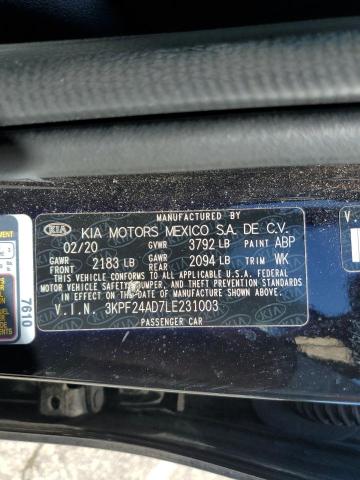 MANUFACTURED BY
KIA KIA MOTORS MEXICO S.A. DE C.V.
02/20 GVWR 3792 LB PAINT ABP
GAWR FRONT 2183 LB GAWR REAR 2094 LB TRIM WK
THIS VEHICLE CONFORMS TO ALL APPLICABLE U.S.A. FEDERAL
MOTOR VEHICLE SAFETY, BUMPER, AND THEFT PREVENTION STANDARDS
IN EFFECT ON THE DATE OF MANUFACTURE SHOWN ABOVE.
V.I.N. 3KPF24AD7LE231003
PASSENGER CAR
7610
V